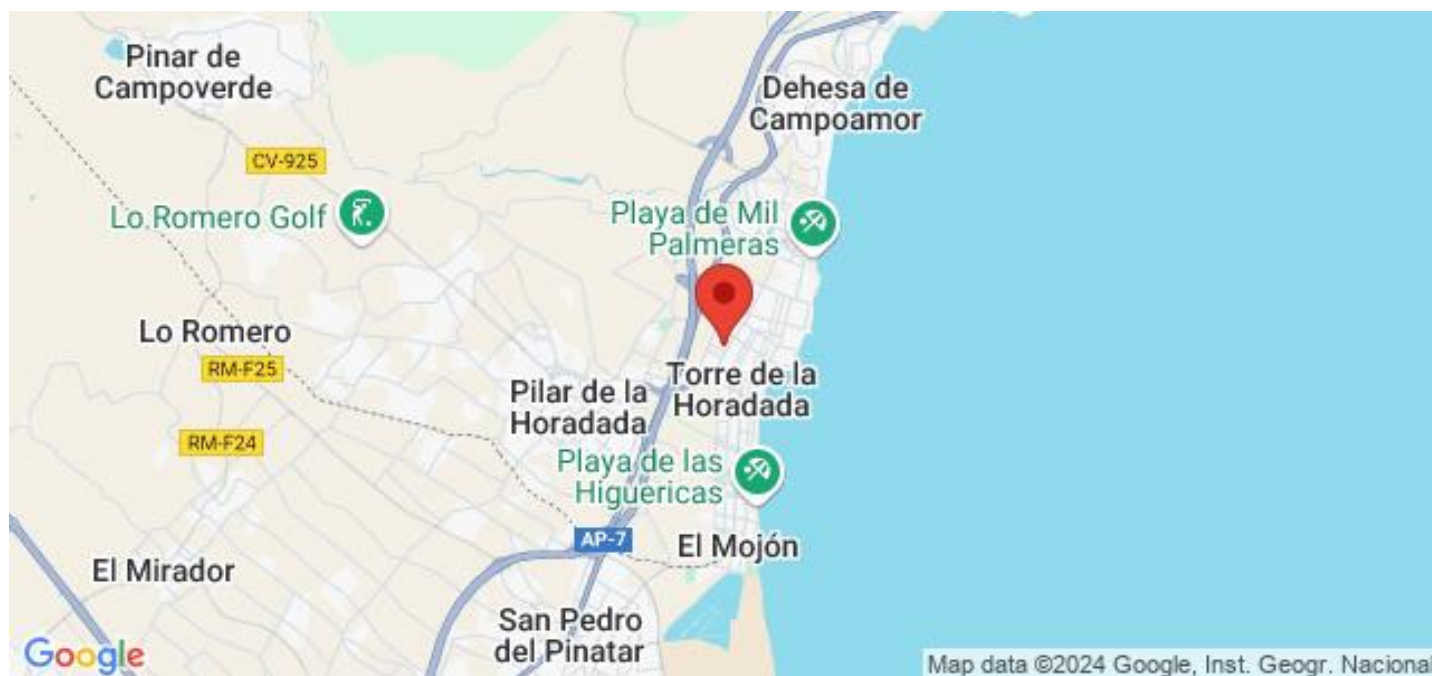 Pinar de
Campoverde
Dehesa de
Campoamor
CV-925
Lo Romero Golf
Playa de Mil
Palmeras
Lo Romero
RM-F25
Torre de la
Horadada
Pilar de la
Horadada
RM-F24
Playa de las
Higuericas
AP-7
El Mojón
El Mirador
San Pedro
del Pinatar
Google
Map data ©2024 Google, Inst. Geogr. Nacional